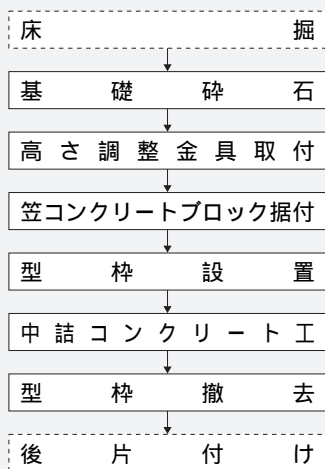 床掘
基礎砕石
高さ調整金具取付
笠コンクリートブロック据付
型枠設置
中詰コンクリート工
型枠撤去
後片付け